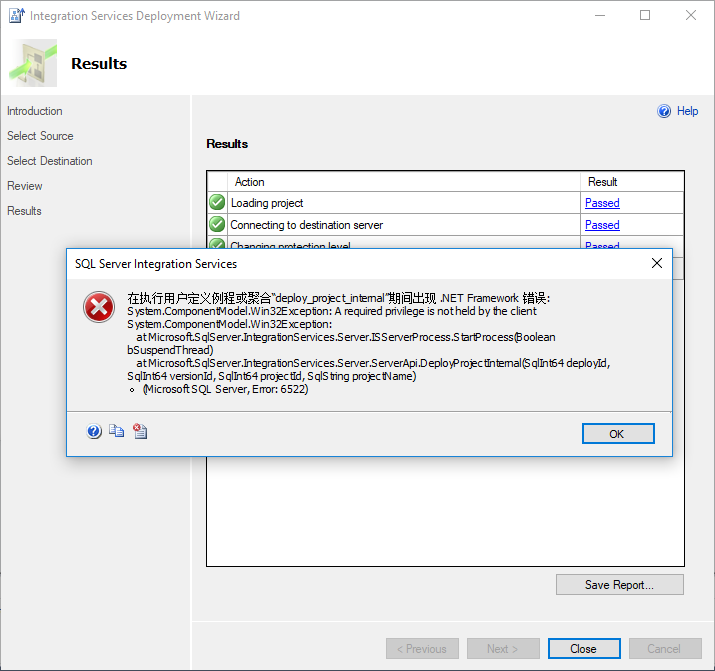 Integration Services Deployment Wizard
Results
Introduction
Select Source
Select Destination
Review
Results
Help
Results
Action Result
Loading project Passed
Connecting to destination server Passed
Changing protection level Passed
SQL Server Integration Services
在执行用户定义例程或聚合“deploy_project_internal”期间出现 .NET Framework 错误:
System.ComponentModel.Win32Exception: A required privilege is not held by the client
System.ComponentModel.Win32Exception:
at Microsoft.SqlServer.IntegrationServices.Server.ISServerProcess.StartProcess(Boolean
bSuspendThread)
at Microsoft.SqlServer.IntegrationServices.Server.ServerApi.DeployProjectInternal(SqlInt64 deployId,
SqlInt64 versionId, SqlInt64 projectId, SqlString projectName)
。 (Microsoft SQL Server, Error: 6522)
OK
Save Report...
< Previous
Next >
Close
Cancel